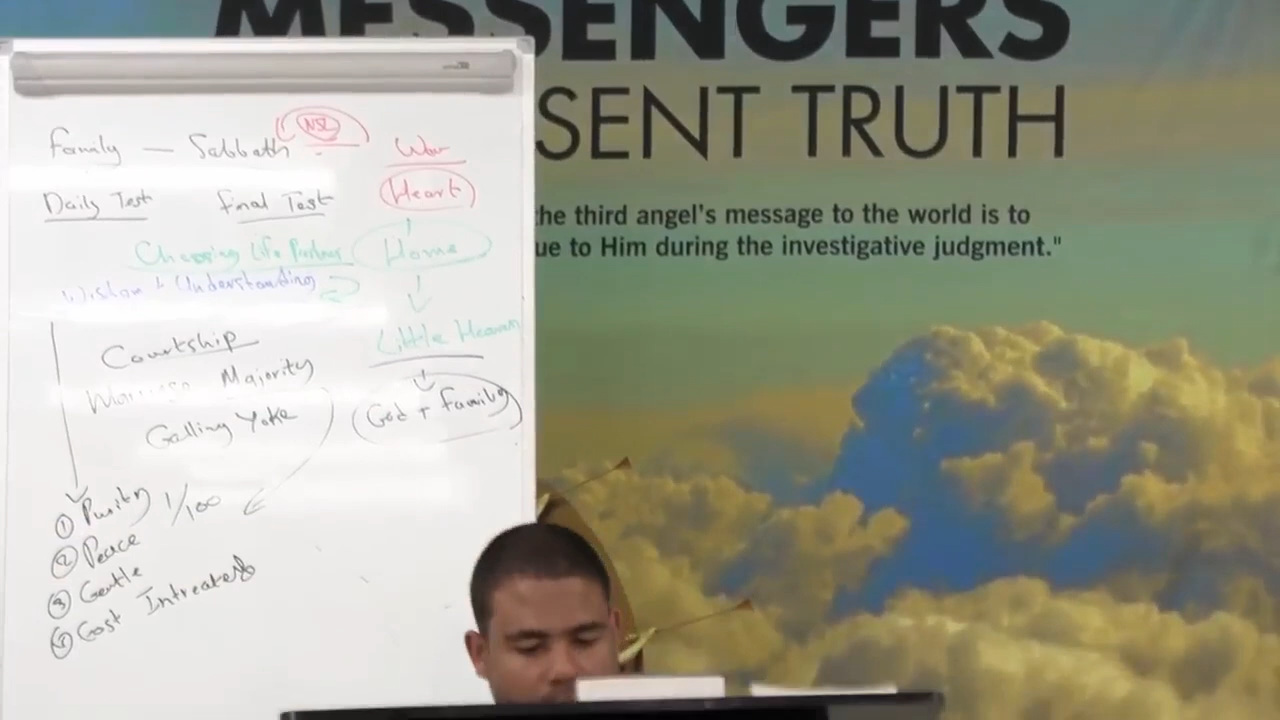 Family — Sabbath NSL War
Daily Test Final Test Heart
Choosing Life Partner Home
Wisdom & Understanding
Little Heaven
Courtship
Majority
Galling Yoke
God + Family
① Purity 1/100
② Peace
③ Gentle
Intreated
MESSENGERS
SENT TRUTH
the third angel's message to the world is to
ue to Him during the investigative judgment."